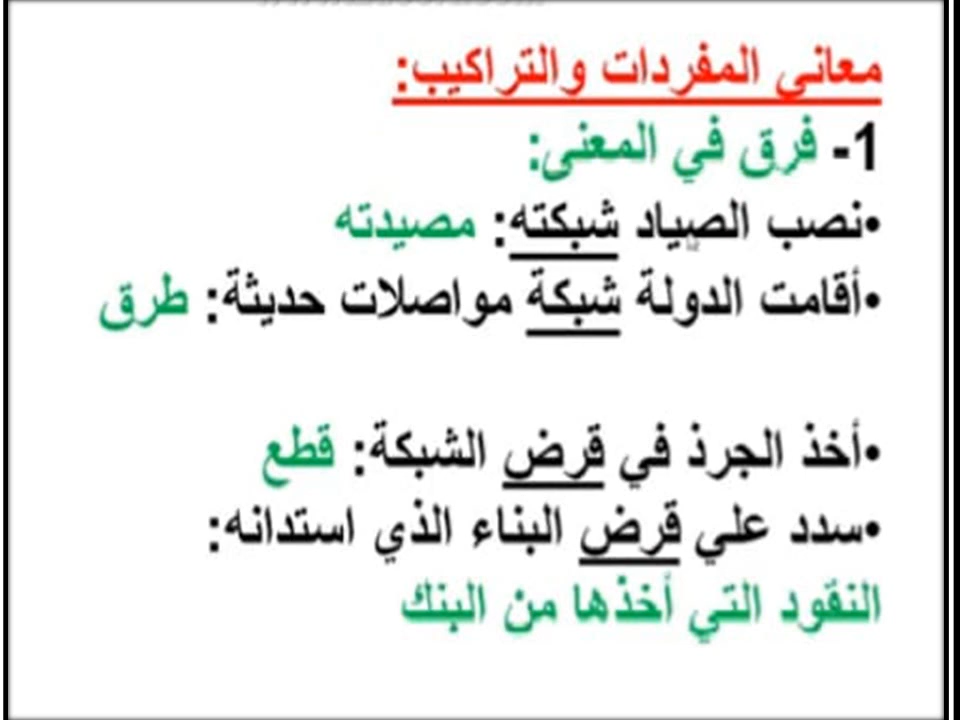 معاني المفردات والتراكيب:
1- فرق في المعنى:
•نصب الصياد شبكته: مصيدته
•أقامت الدولة شبكة مواصلات حديثة: طرق
•أخذ الجرذ في قرض الشبكة: قطع
•سدد علي قرض البناء الذي استدانه:
النقود التي أخذها من البنك